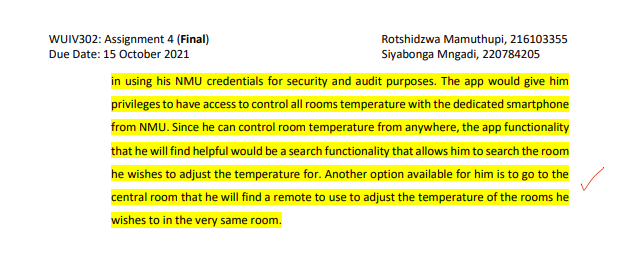 WUIV302: Assignment 4 (Final)
Rotshidzwa Mamuthupi, 216103355
Due Date: 15 October 2021
Siyabonga Mngadi, 220784205
in using his NMU credentials for security and audit purposes. The app would give him
privileges to have access to control all rooms temperature with the dedicated smartphone
from NMU. Since he can control room temperature from anywhere, the app functionality
that he will find helpful would be a search functionality that allows him to search the room
he wishes to adjust the temperature for. Another option available for him is to go to the
central room that he will find a remote to use to adjust the temperature of the rooms he
wishes to in the very same room.